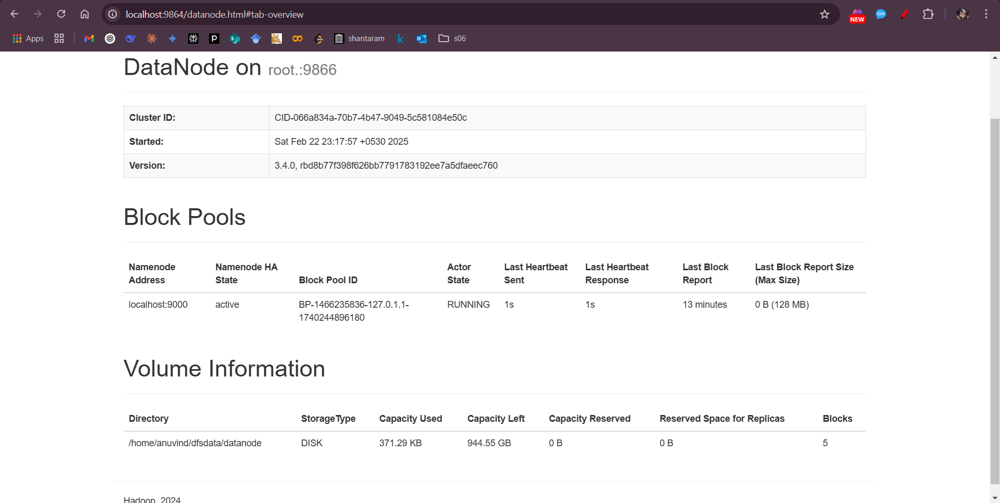 localhost:9864/datanode.html#tab-overview
NEW
Apps
shantaram
s06
DataNode on root.:9866
Cluster ID: CID-066a834a-70b7-4b47-9049-5c581084e50c
Started: Sat Feb 22 23:17:57 +0530 2025
Version: 3.4.0, rbd8b77f398f626bb7791783192ee7a5dfaeec760
Block Pools
Namenode Address Namenode HA State Block Pool ID Actor State Last Heartbeat Sent Last Heartbeat Response Last Block Report Last Block Report Size (Max Size)
localhost:9000 active BP-1466235836-127.0.1.1-1740244896180 RUNNING 1s 1s 13 minutes 0 B (128 MB)
Volume Information
Directory StorageType Capacity Used Capacity Left Capacity Reserved Reserved Space for Replicas Blocks
/home/anuvind/dfsdata/datanode DISK 371.29 KB 944.55 GB 0 B 0 B 5
Hadoop, 2024.